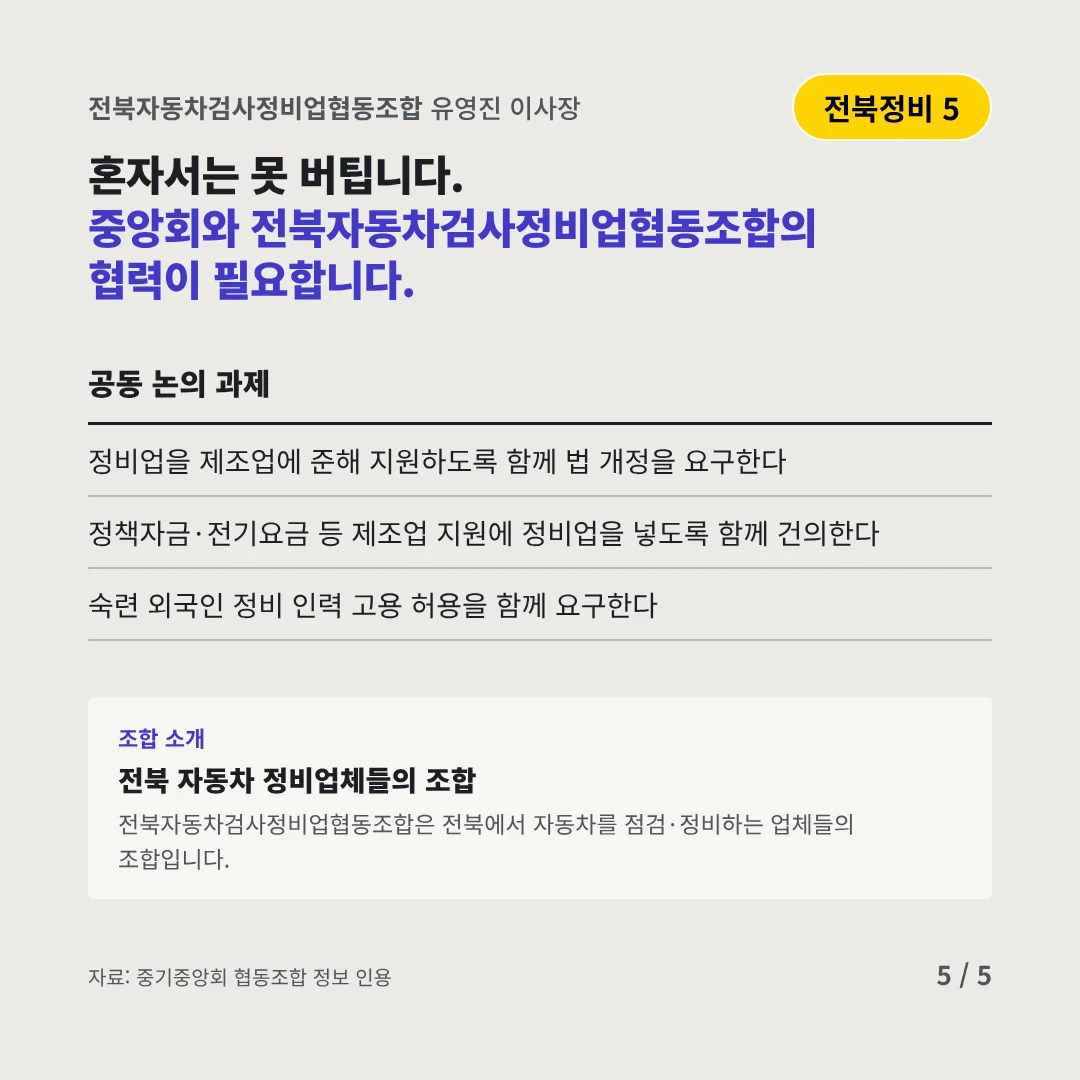 전북자동차검사정비업협동조합 유영진 이사장
전북정비 5
혼자서는 못 버팁니다.
중앙회와 전북자동차검사정비업협동조합의
협력이 필요합니다.
공동 논의 과제
정비업을 제조업에 준해 지원하도록 함께 법 개정을 요구한다
정책자금·전기요금 등 제조업 지원에 정비업을 넣도록 함께 건의한다
숙련 외국인 정비 인력 고용 허용을 함께 요구한다
조합 소개
전북 자동차 정비업체들의 조합
전북자동차검사정비업협동조합은 전북에서 자동차를 점검·정비하는 업체들의
조합입니다.
자료: 중기중앙회 협동조합 정보 인용
5 / 5